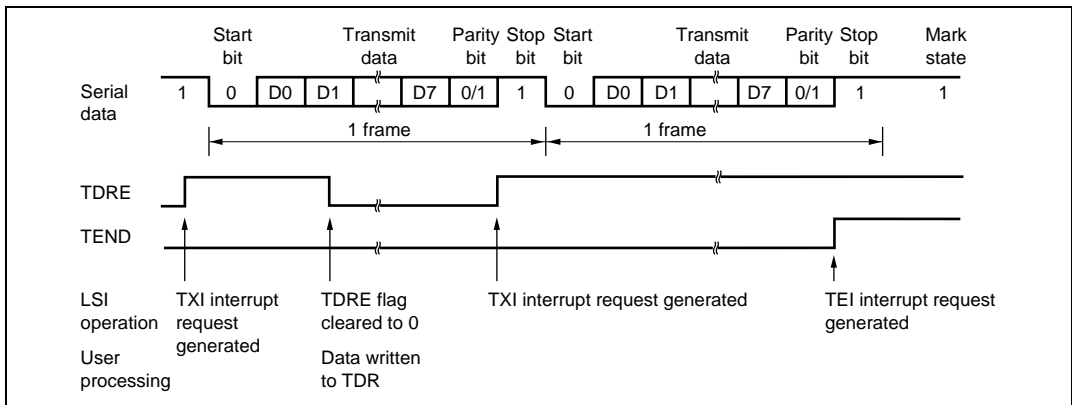 Start bit Transmit data Parity bit Stop bit Start bit Transmit data Parity bit Stop bit Mark state
Serial data 1 0 D0 D1 D7 0/1 1 0 D0 D1 D7 0/1 1 1
1 frame 1 frame
TDRE
TEND
LSI operation
TXI interrupt request generated
TDRE flag cleared to 0
TXI interrupt request generated
TEI interrupt request generated
User processing
Data written to TDR